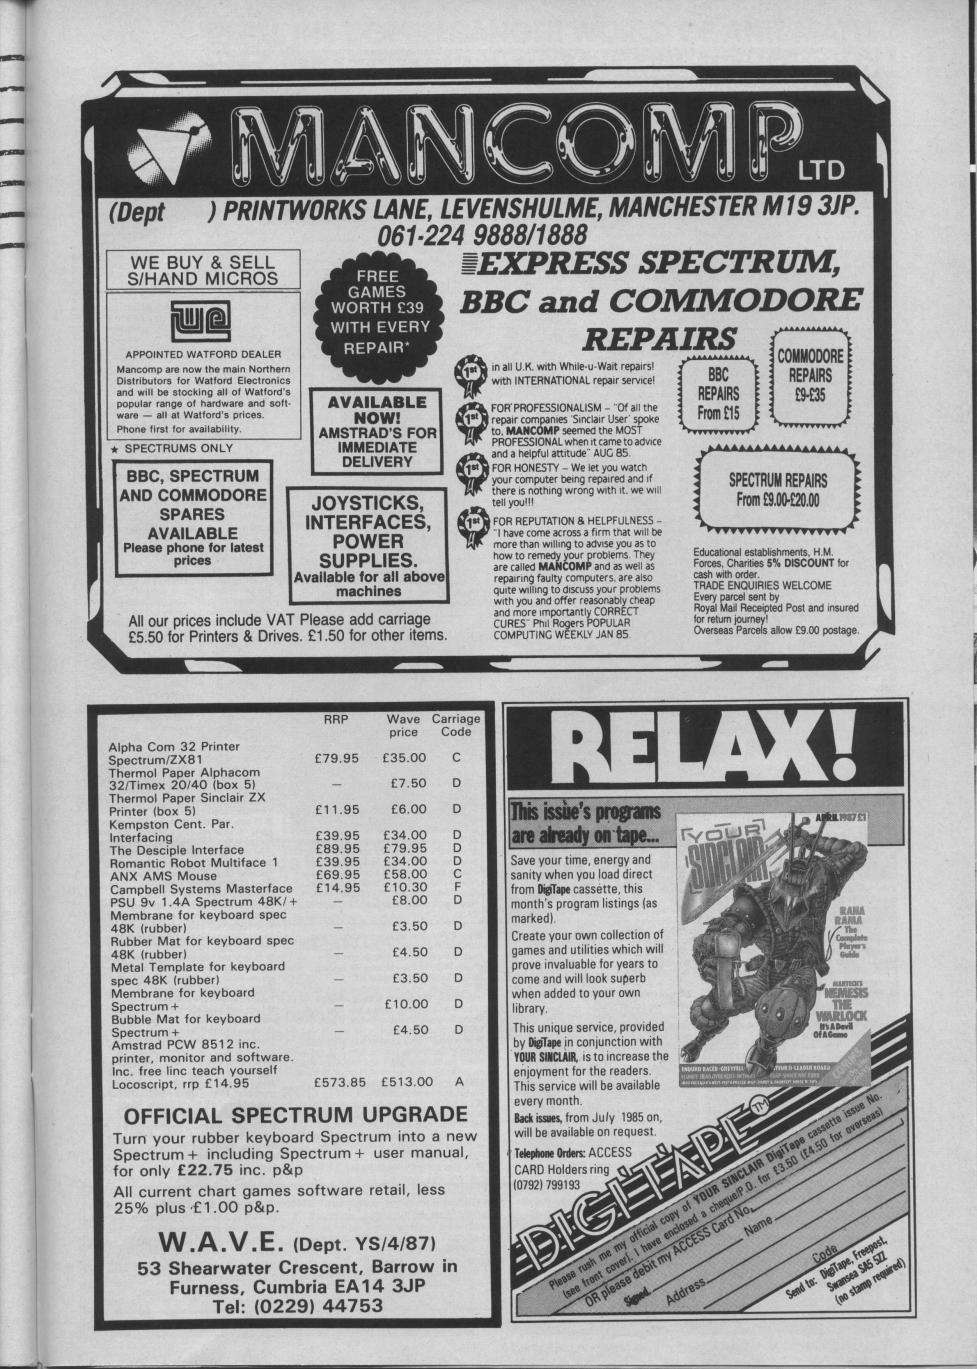 MANCOMP LTD
(Dept ) PRINTWORKS LANE, LEVENSHULME, MANCHESTER M19 3JP.
061-224 9888/1888
WE BUY & SELL
S/HAND MICROS
APPOINTED WATFORD DEALER
Mancomp are now the main Northern
Distributors for Watford Electronics
and will be stocking all of Watford's
popular range of hardware and soft-
ware — all at Watford's prices.
Phone first for availability.
★ SPECTRUMS ONLY
BBC, SPECTRUM
AND COMMODORE
SPARES
AVAILABLE
Please phone for latest
prices
FREE
GAMES
WORTH £39
WITH EVERY
REPAIR*
AVAILABLE
NOW!
AMSTRAD'S FOR
IMMEDIATE
DELIVERY
JOYSTICKS,
INTERFACES,
POWER
SUPPLIES.
Available for all above
machines
All our prices include VAT Please add carriage
£5.50 for Printers & Drives. £1.50 for other items.
EXPRESS SPECTRUM,
BBC and COMMODORE
REPAIRS
1st
in all U.K. with While-u-Wait repairs!
with INTERNATIONAL repair service!
1st
FOR PROFESSIONALISM – "Of all the
repair companies 'Sinclair User' spoke
to, MANCOMP seemed the MOST
PROFESSIONAL when it came to advice
and a helpful attitude" AUG 85.
1st
FOR HONESTY – We let you watch
your computer being repaired and if
there is nothing wrong with it, we will
tell you!!!
1st
FOR REPUTATION & HELPFULNESS –
"I have come across a firm that will be
more than willing to advise you as to
how to remedy your problems. They
are called MANCOMP and as well as
repairing faulty computers, are also
quite willing to discuss your problems
with you and offer reasonably cheap
and more importantly CORRECT
CURES" Phil Rogers POPULAR
COMPUTING WEEKLY JAN 85.
BBC
REPAIRS
From £15
COMMODORE
REPAIRS
£9-£35
SPECTRUM REPAIRS
From £9.00-£20.00
Educational establishments, H.M.
Forces, Charities 5% DISCOUNT for
cash with order.
TRADE ENQUIRIES WELCOME
Every parcel sent by
Royal Mail Receipted Post and insured
for return journey!
Overseas Parcels allow £9.00 postage.
RRP Wave Carriage
price Code
Alpha Com 32 Printer
Spectrum/ZX81 £79.95 £35.00 C
Thermol Paper Alphacom
32/Timex 20/40 (box 5) — £7.50 D
Thermol Paper Sinclair ZX
Printer (box 5) £11.95 £6.00 D
Kempston Cent. Par.
Interfacing £39.95 £34.00 D
The Desciple Interface £89.95 £79.95 D
Romantic Robot Multiface 1 £39.95 £34.00 D
ANX AMS Mouse £69.95 £58.00 C
Campbell Systems Masterface £14.95 £10.30 F
PSU 9v 1.4A Spectrum 48K/+ — £8.00 D
Membrane for keyboard spec
48K (rubber) — £3.50 D
Rubber Mat for keyboard spec
48K (rubber) — £4.50 D
Metal Template for keyboard
spec 48K (rubber) — £3.50 D
Membrane for keyboard
Spectrum+ — £10.00 D
Bubble Mat for keyboard
Spectrum+ — £4.50 D
Amstrad PCW 8512 inc.
printer, monitor and software.
Inc. free linc teach yourself
Locoscript, rrp £14.95 £573.85 £513.00 A
OFFICIAL SPECTRUM UPGRADE
Turn your rubber keyboard Spectrum into a new
Spectrum+ including Spectrum+ user manual,
for only £22.75 inc. p&p
All current chart games software retail, less
25% plus £1.00 p&p.
W.A.V.E. (Dept. YS/4/87)
53 Shearwater Crescent, Barrow in
Furness, Cumbria EA14 3JP
Tel: (0229) 44753
RELAX!
This issue's programs
are already on tape...
Save your time, energy and
sanity when you load direct
from DigiTape cassette, this
month's program listings (as
marked).
Create your own collection of
games and utilities which will
prove invaluable for years to
come and will look superb
when added to your own
library.
This unique service, provided
by DigiTape in conjunction with
YOUR SINCLAIR, is to increase the
enjoyment for the readers.
This service will be available
every month.
Back issues, from July 1985 on,
will be available on request.
Telephone Orders: ACCESS
CARD Holders ring
(0792) 799193
APRIL 1987 £1
YOUR
SINCLAIR
RANA
RAMA
The
Complete
Player's
Guide
MARTECH'S
NEMESIS
THE
WARLOCK
It's A Devil
Of A Game
DIGITAPE TM
Please rush me my official copy of YOUR SINCLAIR DigiTape cassette issue No.
(see front cover). I have enclosed a cheque/P.O. for £3.50 (£4.50 for overseas)
OR please debit my ACCESS Card No.
Signed Name
Address
Code
Send to: DigiTape, Freepost,
Swansea SA6 5ZZ
(no stamp required)